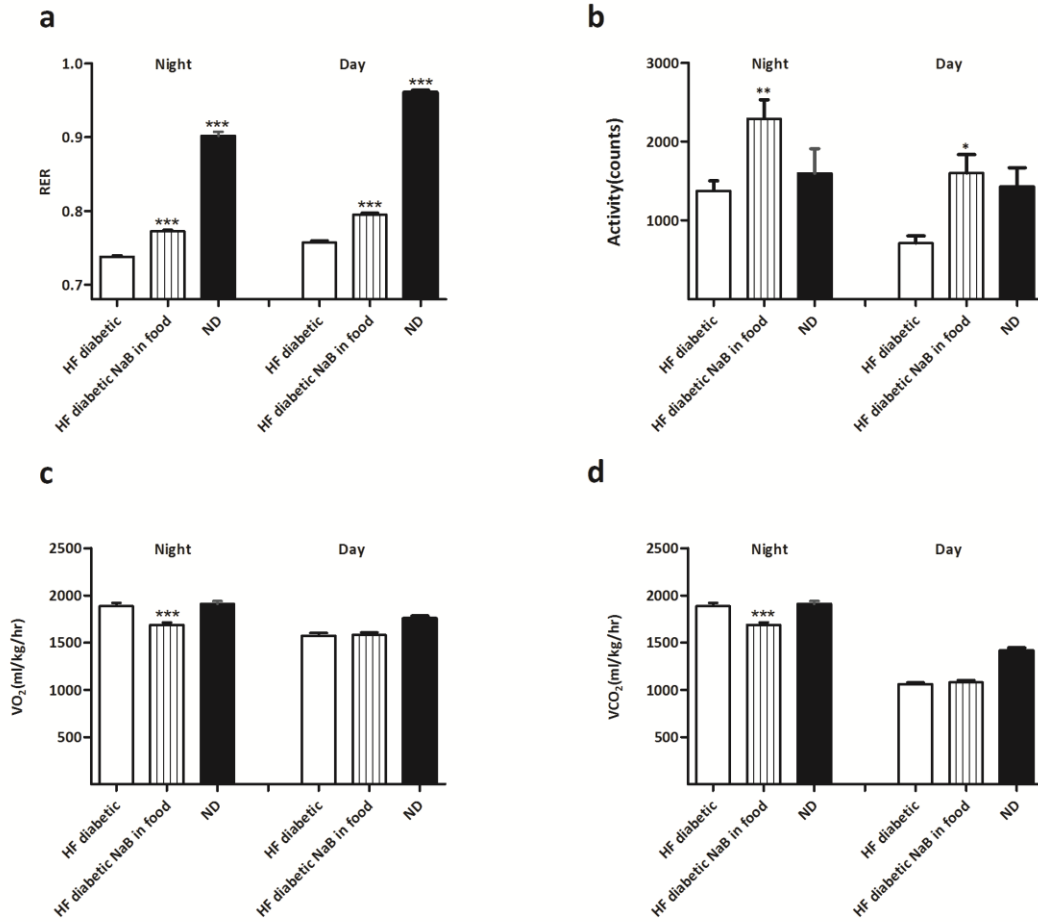 a
Night Day
*** ***
*** ***
1.0
0.9
0.8
0.7
RER
HF diabetic
HF diabetic NaB in food
ND
HF diabetic
HF diabetic NaB in food
ND
b
Night Day
**
*
3000
2000
1000
Activity(counts)
HF diabetic
HF diabetic NaB in food
ND
HF diabetic
HF diabetic NaB in food
ND
c
Night Day
***
2500
2000
1500
1000
500
VO₂(ml/kg/hr)
HF diabetic
HF diabetic NaB in food
ND
HF diabetic
HF diabetic NaB in food
ND
d
Night Day
***
2500
2000
1500
1000
500
VCO₂(ml/kg/hr)
HF diabetic
HF diabetic NaB in food
ND
HF diabetic
HF diabetic NaB in food
ND